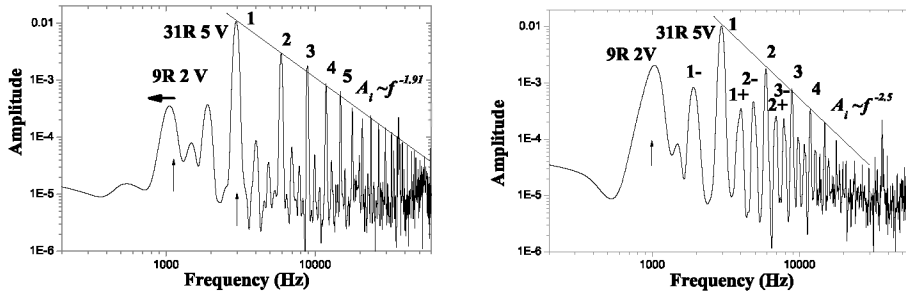 0.01
1E-3
1E-4
1E-5
1E-6
Amplitude
31R 5 V
9R 2 V
1
2
3
4
5
A_i ~ f^-1,91
1000
10000
Frequency (Hz)
0.01
1E-3
1E-4
1E-5
1E-6
Amplitude
31R 5V
9R 2V
1
1-
1+
2-
2
2+
3-
3
4
A_i ~ f^-2,5
1000
10000
Frequency (Hz)